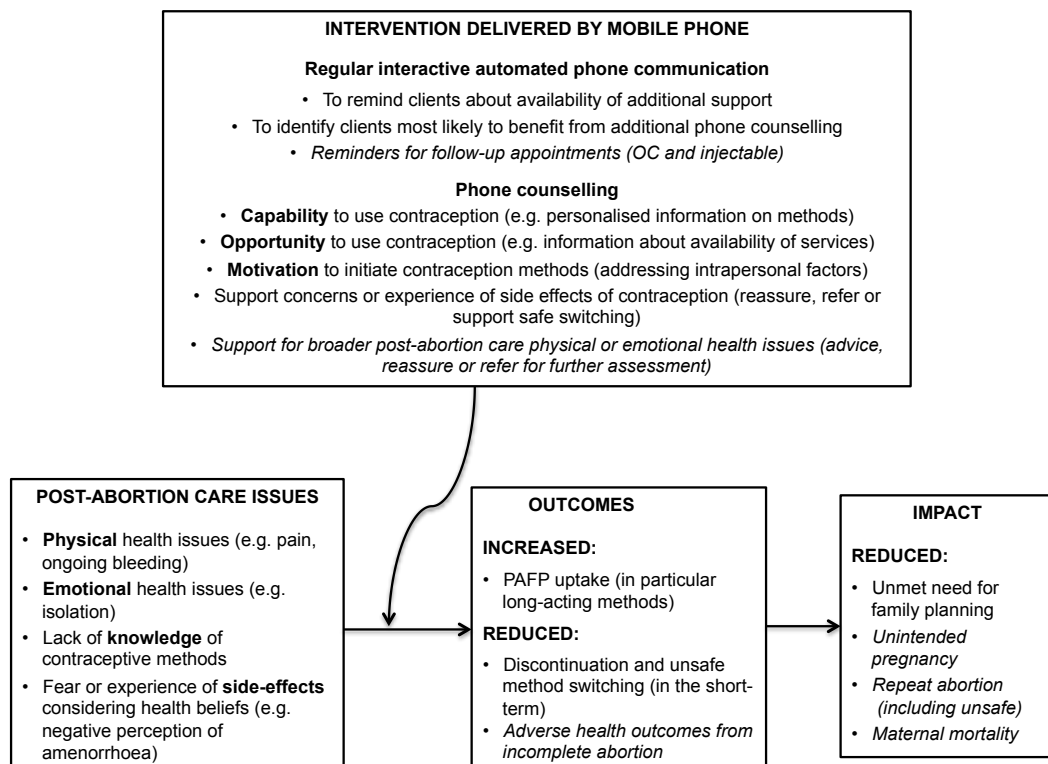 INTERVENTION DELIVERED BY MOBILE PHONE
Regular interactive automated phone communication
• To remind clients about availability of additional support
• To identify clients most likely to benefit from additional phone counselling
• Reminders for follow-up appointments (OC and injectable)
Phone counselling
• Capability to use contraception (e.g. personalised information on methods)
• Opportunity to use contraception (e.g. information about availability of services)
• Motivation to initiate contraception methods (addressing intrapersonal factors)
• Support concerns or experience of side effects of contraception (reassure, refer or
support safe switching)
• Support for broader post-abortion care physical or emotional health issues (advice,
reassure or refer for further assessment)
POST-ABORTION CARE ISSUES
• Physical health issues (e.g. pain,
ongoing bleeding)
• Emotional health issues (e.g.
isolation)
• Lack of knowledge of
contraceptive methods
• Fear or experience of side-effects
considering health beliefs (e.g.
negative perception of
amenorrhoea)
OUTCOMES
INCREASED:
• PAFP uptake (in particular
long-acting methods)
REDUCED:
• Discontinuation and unsafe
method switching (in the short-
term)
• Adverse health outcomes from
incomplete abortion
IMPACT
REDUCED:
• Unmet need for
family planning
• Unintended
pregnancy
• Repeat abortion
(including unsafe)
• Maternal mortality